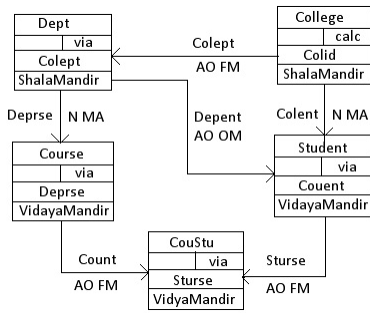 Dept
via
Colept
ShalaMandir
Colept
AO FM
College
calc
Colid
ShalaMandir
Deprse
N MA
Depent
AO OM
Colent
N MA
Course
via
Deprse
VidayaMandir
Student
via
Couent
VidayaMandir
Count
AO FM
CouStu
via
Sturse
VidyaMandir
Sturse
AO FM